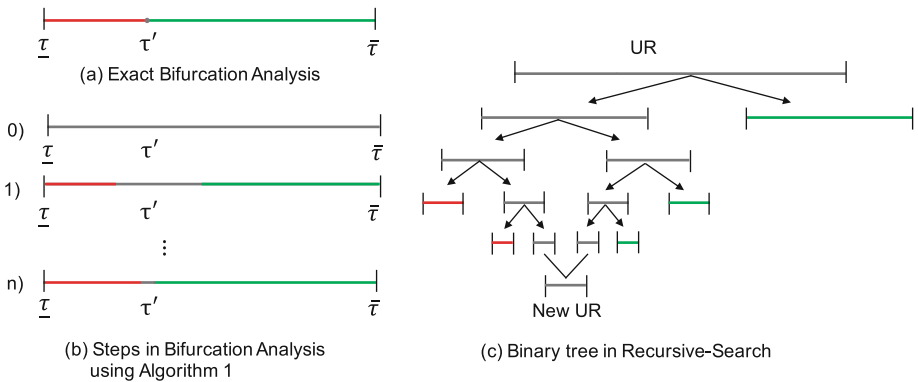 τ τ′ τ̄
(a) Exact Bifurcation Analysis
0)
τ τ′ τ̄
1)
τ τ′ τ̄
⋮
n)
τ τ′ τ̄
(b) Steps in Bifurcation Analysis
using Algorithm 1
UR
New UR
(c) Binary tree in Recursive-Search